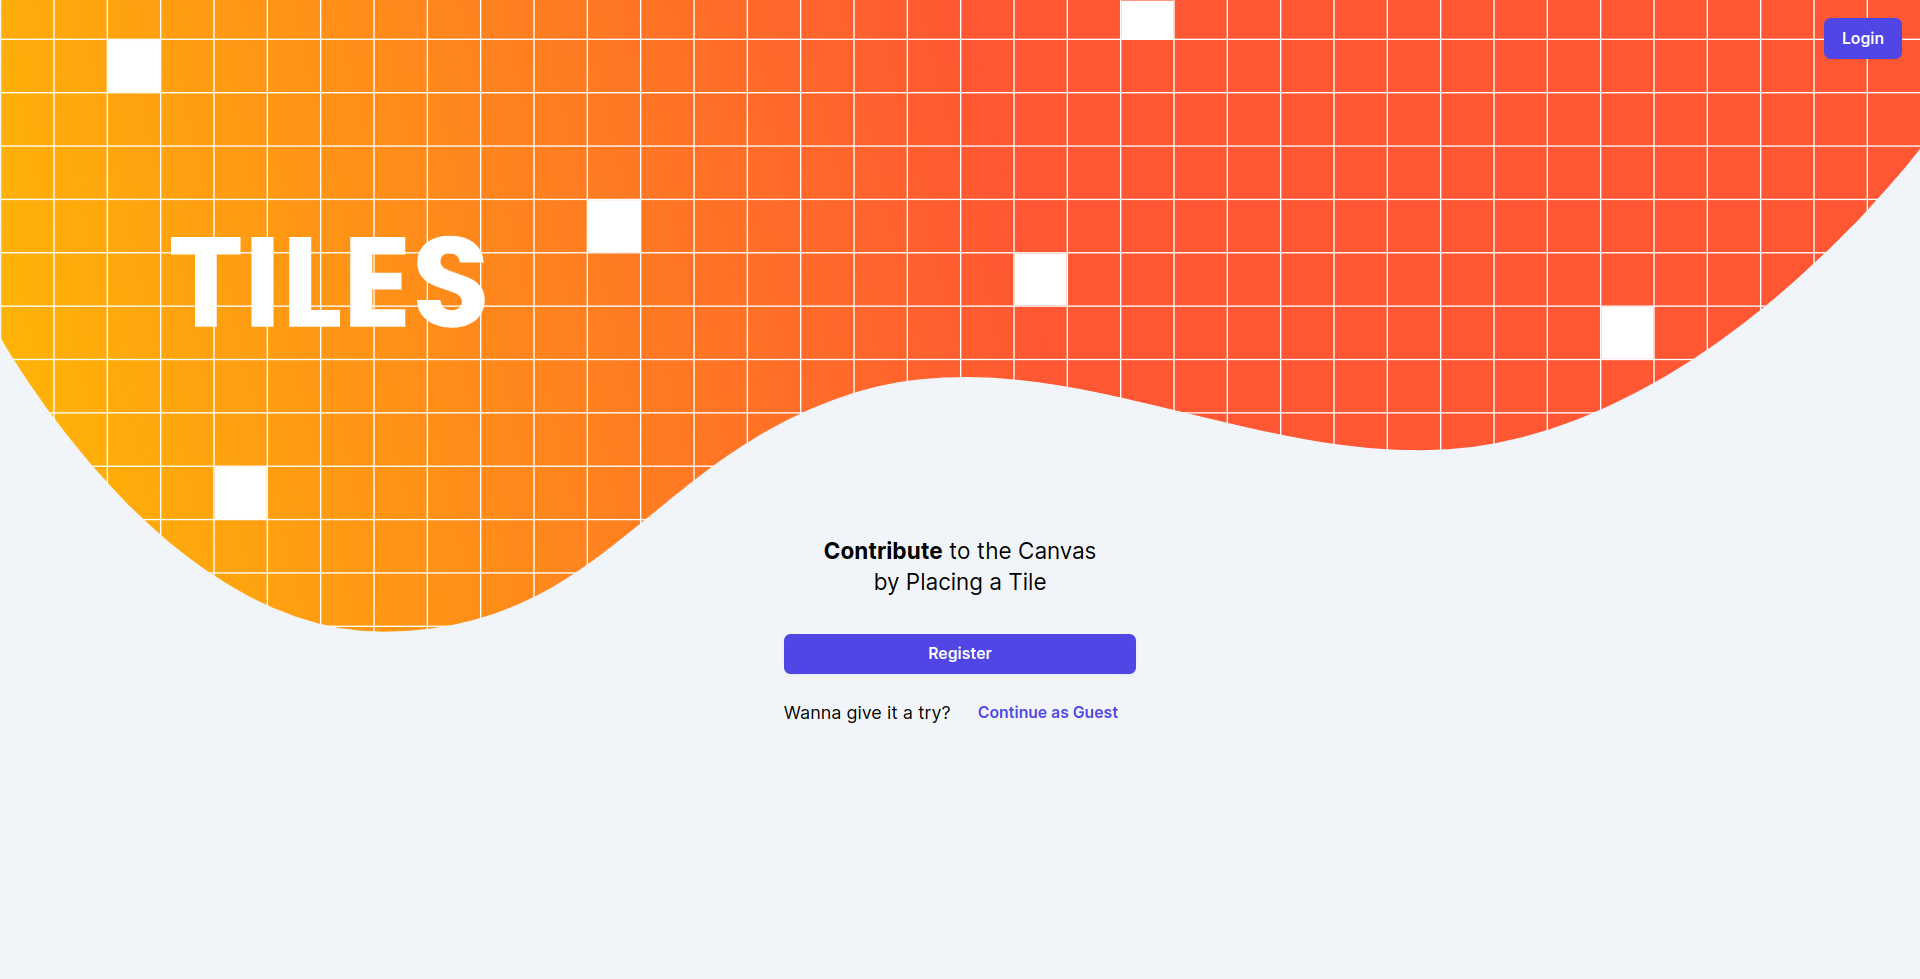 Login
TILES
Contribute to the Canvas
by Placing a Tile
Register
Wanna give it a try? Continue as Guest